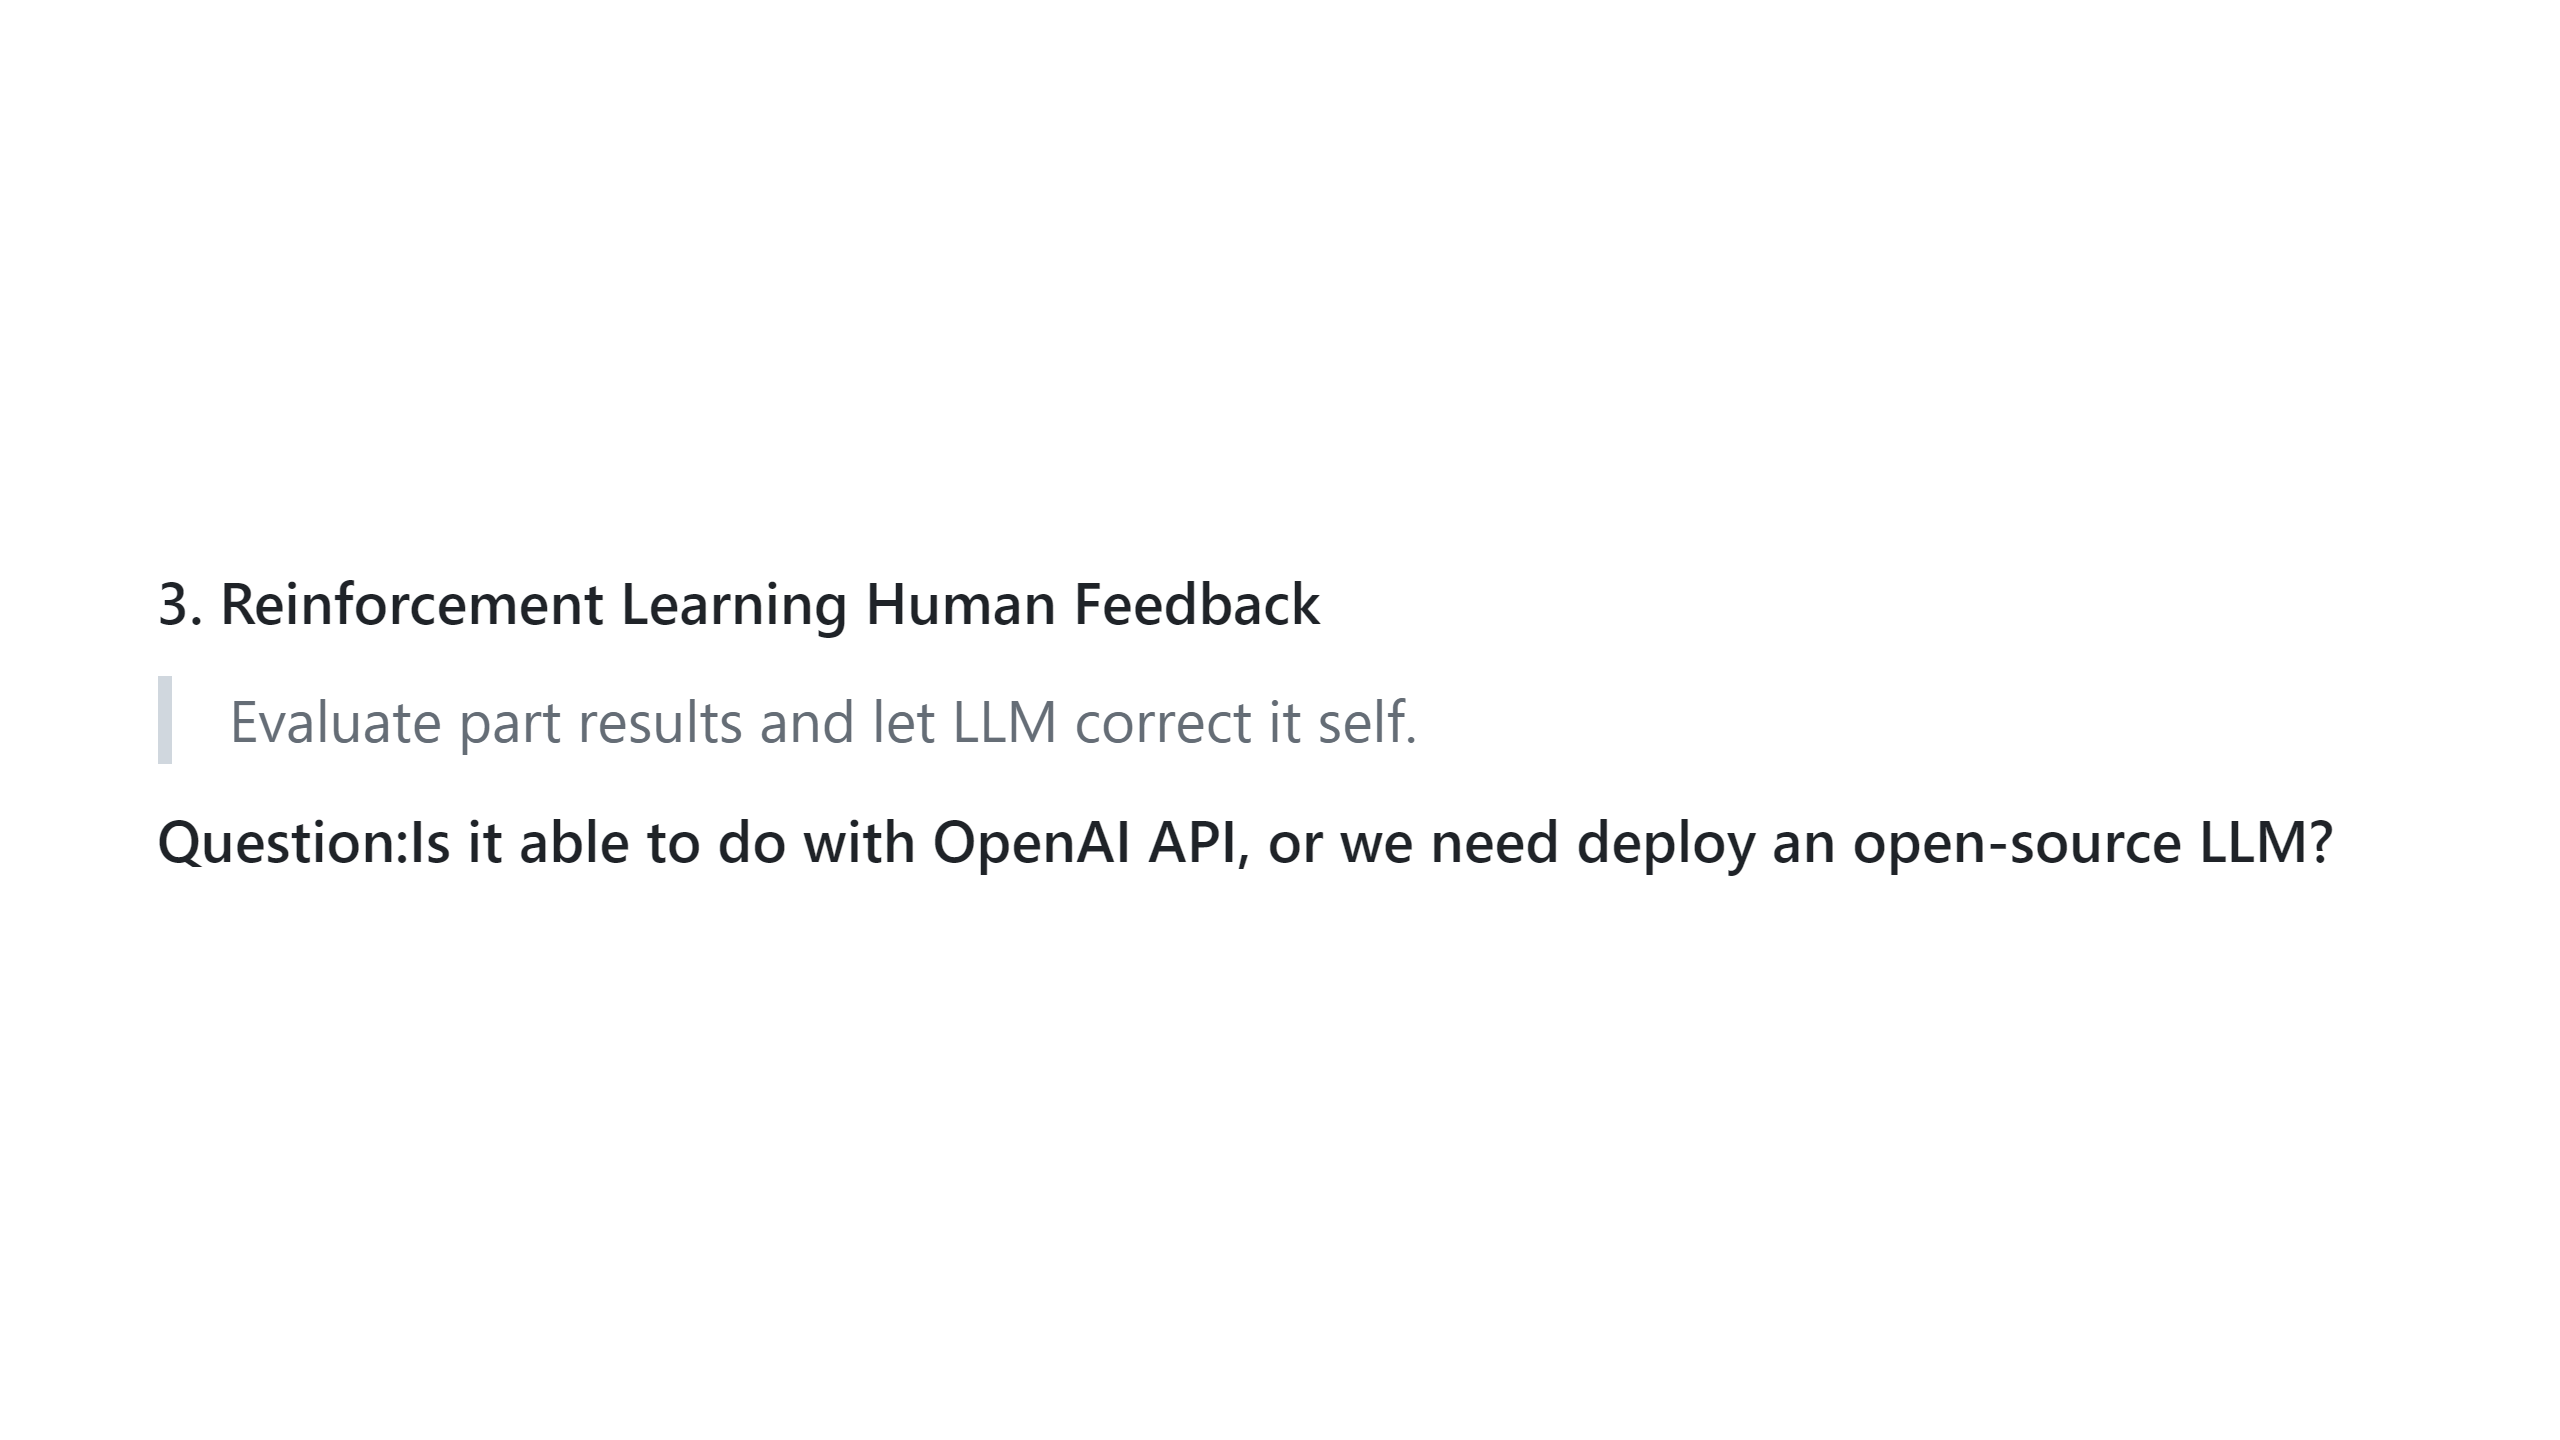 3. Reinforcement Learning Human Feedback
Evaluate part results and let LLM correct it self.
Question:Is it able to do with OpenAI API, or we need deploy an open-source LLM?